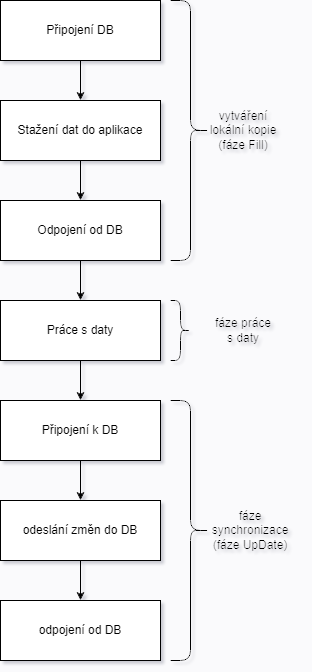 Připojení DB
Stažení dat do aplikace
vytváření
lokální kopie
(fáze Fill)
Odpojení od DB
Práce s daty
fáze práce
s daty
Připojení k DB
odeslání změn do DB
fáze
synchronizace
(fáze UpDate)
odpojení od DB